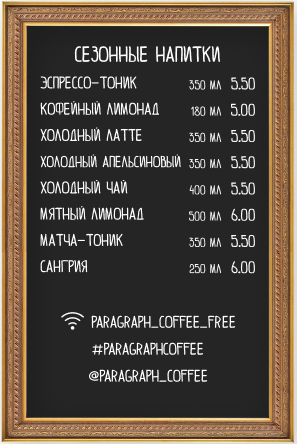 СЕЗОННЫЕ НАПИТКИ
ЭСПРЕССО-ТОНИК 350 МЛ 5.50
КОФЕЙНЫЙ ЛИМОНАД 180 МЛ 5.00
ХОЛОДНЫЙ ЛАТТЕ 350 МЛ 5.50
ХОЛОДНЫЙ АПЕЛЬСИНОВЫЙ 350 МЛ 5.50
ХОЛОДНЫЙ ЧАЙ 400 МЛ 5.50
МЯТНЫЙ ЛИМОНАД 500 МЛ 6.00
МАТЧА-ТОНИК 350 МЛ 5.50
САНГРИЯ 250 МЛ 6.00
PARAGRAPH_COFFEE_FREE
#PARAGRAPHCOFFEE
@PARAGRAPH_COFFEE